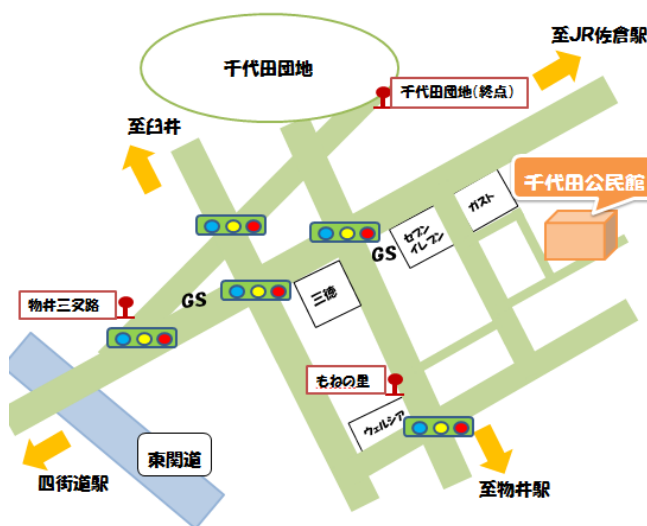 至JR佐倉駅
千代田団地
千代田団地(終点)
至臼井
千代田公民館
ガスト
セブン
イレブン
GS
三徳
GS
物井三叉路
もねの里
ウェルシア
東関道
四街道駅
至物井駅